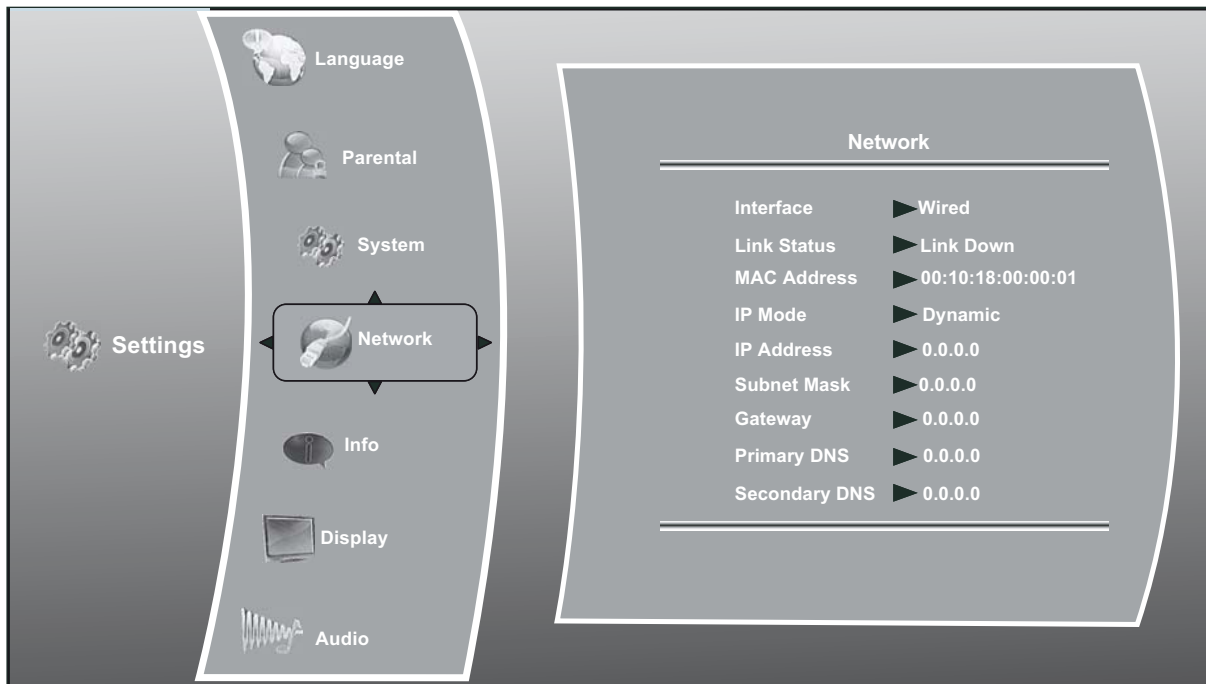 Settings
Language
Parental
System
Network
Info
Display
Audio
Network
Interface Wired
Link Status Link Down
MAC Address 00:10:18:00:00:01
IP Mode Dynamic
IP Address 0.0.0.0
Subnet Mask 0.0.0.0
Gateway 0.0.0.0
Primary DNS 0.0.0.0
Secondary DNS 0.0.0.0